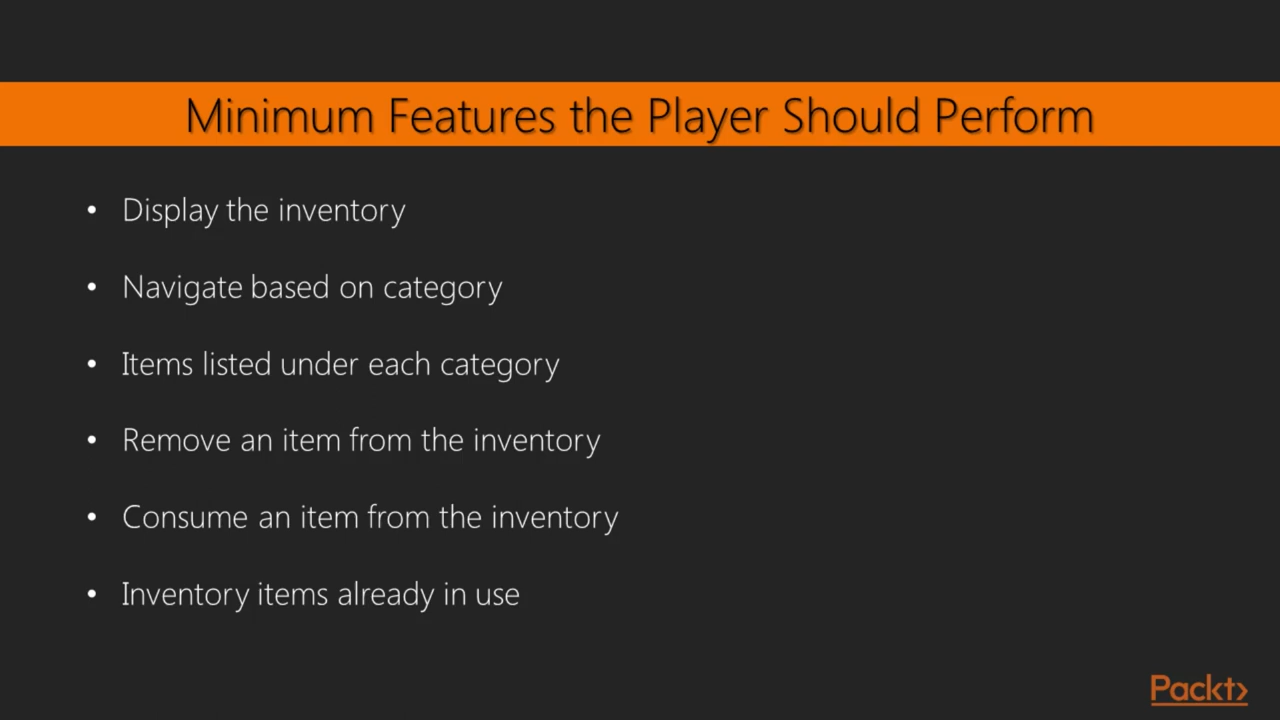 Minimum Features the Player Should Perform
• Display the inventory
• Navigate based on category
• Items listed under each category
• Remove an item from the inventory
• Consume an item from the inventory
• Inventory items already in use
Packt>